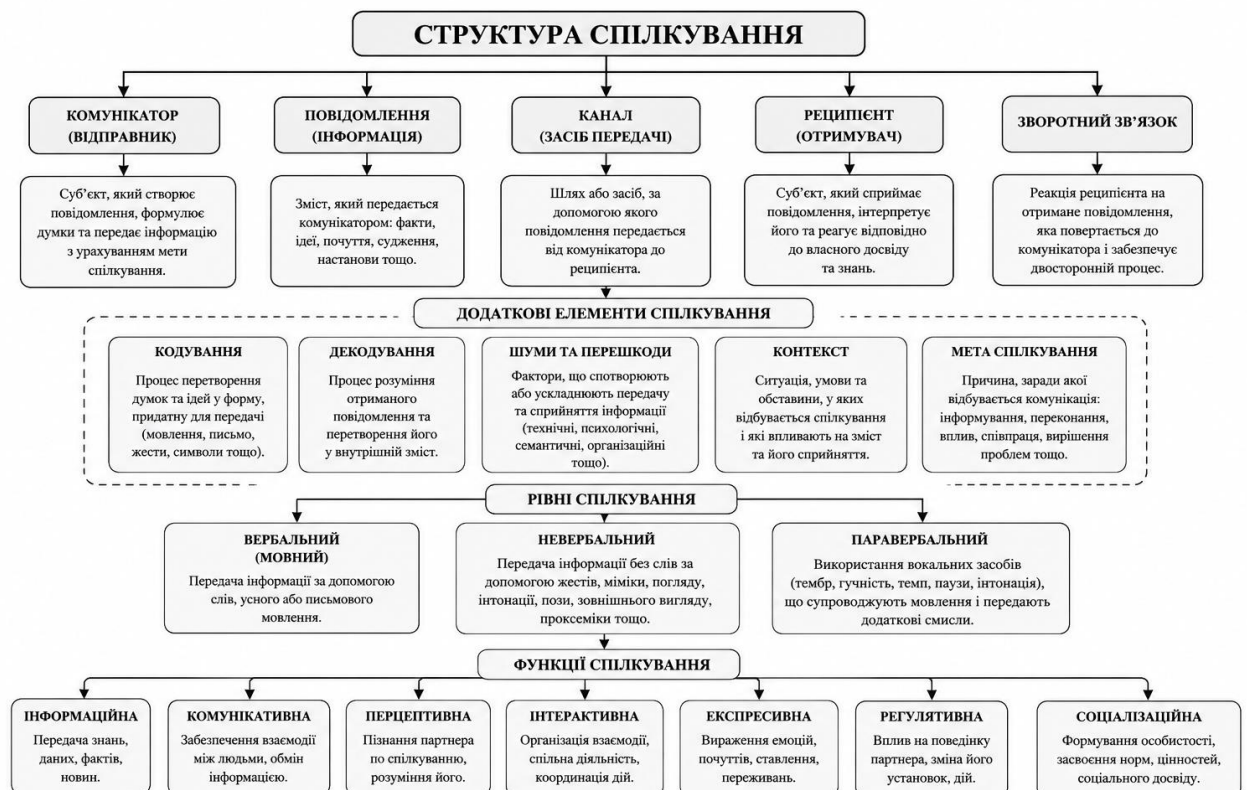 СТРУКТУРА СПІЛКУВАННЯ
КОМУНІКАТОР
(ВІДПРАВНИК)
Суб’єкт, який створює
повідомлення, формулює
думки та передає інформацію
з урахуванням мети
спілкування.
ПОВІДОМЛЕННЯ
(ІНФОРМАЦІЯ)
Зміст, який передається
комунікатором: факти,
ідеї, почуття, судження,
настанови тощо.
КАНАЛ
(ЗАСІБ ПЕРЕДАЧІ)
Шлях або засіб, за
допомогою якого
повідомлення передається
від комунікатора до
реципієнта.
РЕЦИПІЄНТ
(ОТРИМУВАЧ)
Суб’єкт, який сприймає
повідомлення, інтерпретує
його та реагує відповідно
до власного досвіду
та знань.
ЗВОРОТНИЙ ЗВ’ЯЗОК
Реакція реципієнта на
отримане повідомлення,
яка повертається до
комунікатора і забезпечує
двосторонній процес.
ДОДАТКОВІ ЕЛЕМЕНТИ СПІЛКУВАННЯ
КОДУВАННЯ
Процес перетворення
думок та ідей у форму,
придатну для передачі
(мовлення, письмо,
жести, символи тощо).
ДЕКОДУВАННЯ
Процес розуміння
отриманого
повідомлення та
перетворення його
у внутрішній зміст.
ШУМИ ТА ПЕРЕШКОДИ
Фактори, що спотворюють
або ускладнюють передачу
та сприйняття інформації
(технічні, психологічні,
семантичні, організаційні
тощо).
КОНТЕКСТ
Ситуація, умови та
обставини, у яких
відбувається спілкування
і які впливають на зміст
та його сприйняття.
МЕТА СПІЛКУВАННЯ
Причина, заради якої
відбувається комунікація:
інформування, переконання,
вплив, співпраця, вирішення
проблем тощо.
РІВНІ СПІЛКУВАННЯ
ВЕРБАЛЬНИЙ
(МОВНИЙ)
Передача інформації за допомогою
слів, усного або письмового
мовлення.
НЕВЕРБАЛЬНИЙ
Передача інформації без слів за
допомогою жестів, міміки, погляду,
інтонації, пози, зовнішнього вигляду,
проксеміки тощо.
ПАРАВЕРБАЛЬНИЙ
Використання вокальних засобів
(тембр, гучність, темп, паузи, інтонація),
що супроводжують мовлення і передають
додаткові смисли.
ФУНКЦІЇ СПІЛКУВАННЯ
ІНФОРМАЦІЙНА
Передача знань,
даних, фактів,
новин.
КОМУНІКАТИВНА
Забезпечення взаємодії
між людьми, обмін
інформацією.
ПЕРЦЕПТИВНА
Пізнання партнера
по спілкуванню,
розуміння його.
ІНТЕРАКТИВНА
Організація взаємодії,
спільна діяльність,
координація дій.
ЕКСПРЕСИВНА
Вираження емоцій,
почуттів, ставлення,
переживань.
РЕГУЛЯТИВНА
Вплив на поведінку
партнера, зміна його
установок, дій.
СОЦІАЛІЗАЦІЙНА
Формування особистості,
засвоєння норм, цінностей,
соціального досвіду.